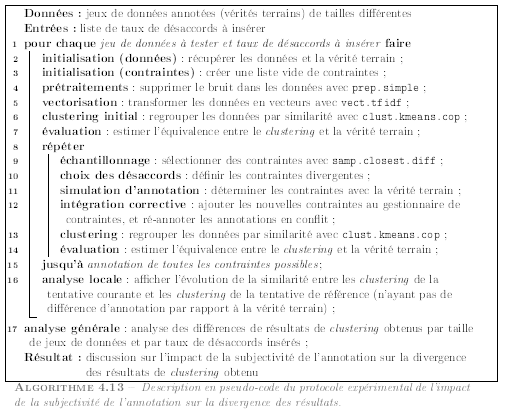 Données : jeux de données annotées (vérités terrains) de tailles différentes
Entrées : liste de taux de désaccords à insérer
1 pour chaque jeu de données à tester et taux de désaccords à insérer faire
2 initialisation (données) : récupérer les données et la vérité terrain ;
3 initialisation (contraintes) : créer une liste vide de contraintes ;
4 prétraitements : supprimer le bruit dans les données avec prep.simple ;
5 vectorisation : transformer les données en vecteurs avec vect.tfidf ;
6 clustering initial : regrouper les données par similarité avec clust.kmeans.cop ;
7 évaluation : estimer l'équivalence entre le clustering et la vérité terrain ;
8 répéter
9 échantillonnage : sélectionner des contraintes avec samp.closest.diff ;
10 choix des désaccords : définir les contraintes divergentes ;
11 simulation d'annotation : déterminer les contraintes avec la vérité terrain ;
12 intégration corrective : ajouter les nouvelles contraintes au gestionnaire de
contraintes, et ré-annoter les annotations en conflit ;
13 clustering : regrouper les données par similarité avec clust.kmeans.cop ;
14 évaluation : estimer l'équivalence entre le clustering et la vérité terrain ;
15 jusqu'à annotation de toutes les contraintes possibles;
16 analyse locale : afficher l'évolution de la similarité entre les clustering de la
tentative courante et les clustering de la tentative de référence (n'ayant pas de
différence d'annotation par rapport à la vérité terrain) ;
17 analyse générale : analyse des différences de résultats de clustering obtenus par taille
de jeux de données et par taux de désaccords insérés ;
Résultat : discussion sur l'impact de la subjectivité de l'annotation sur la divergence
des résultats de clustering obtenu
ALGORITHME 4.13 – Description en pseudo-code du protocole expérimental de l'impact
de la subjectivité de l'annotation sur la divergence des résultats.